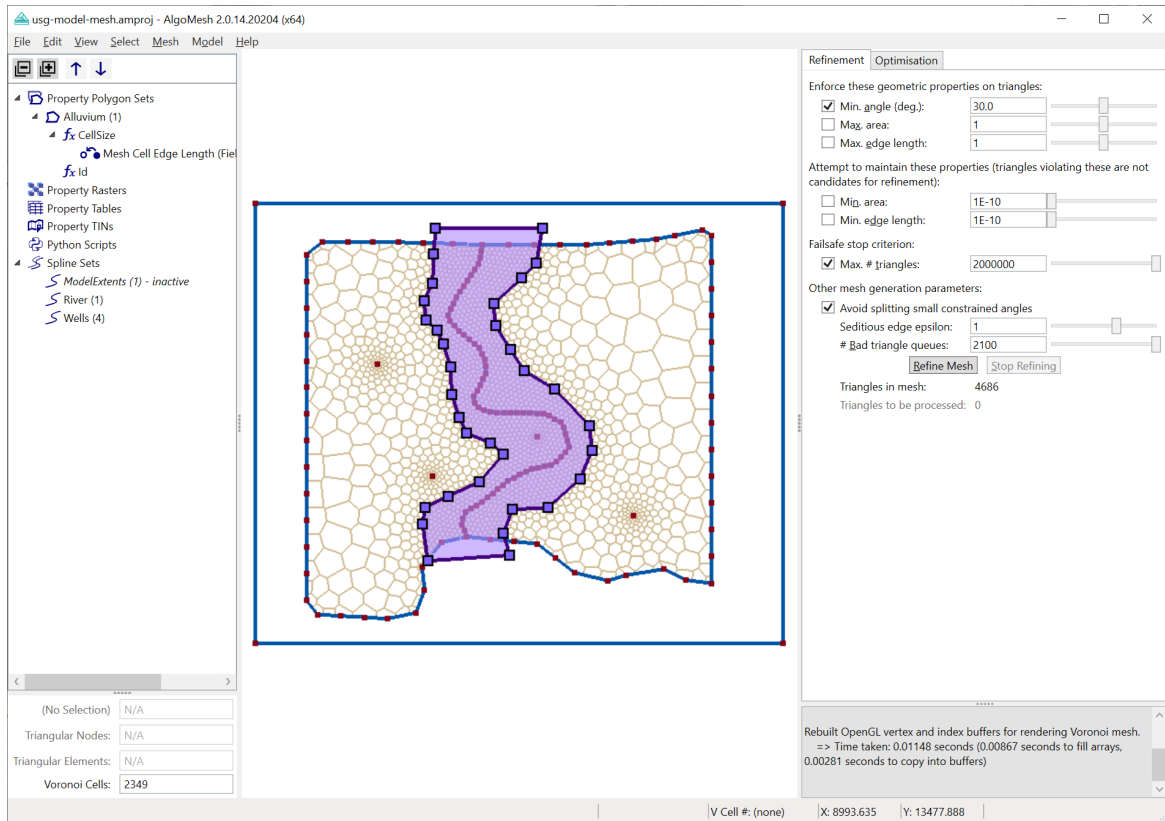 usg-model-mesh.amproj - AlgoMesh 2.0.14.20204 (x64)
File Edit View Select Mesh Model Help
Property Polygon Sets
Alluvium (1)
fx CellSize
Mesh Cell Edge Length (Fiel
fx Id
Property Rasters
Property Tables
Property TINs
Python Scripts
Spline Sets
ModelExtents (1) - inactive
River (1)
Wells (4)
(No Selection) N/A
Triangular Nodes: N/A
Triangular Elements: N/A
Voronoi Cells: 2349
Refinement Optimisation
Enforce these geometric properties on triangles:
Min. angle (deg.): 30.0
Max. area: 1
Max. edge length: 1
Attempt to maintain these properties (triangles violating these are not
candidates for refinement):
Min. area: 1E-10
Min. edge length: 1E-10
Failsafe stop criterion:
Max. # triangles: 2000000
Other mesh generation parameters:
Avoid splitting small constrained angles
Seditious edge epsilon: 1
# Bad triangle queues: 2100
Refine Mesh Stop Refining
Triangles in mesh: 4686
Triangles to be processed: 0
Rebuilt OpenGL vertex and index buffers for rendering Voronoi mesh.
=> Time taken: 0.01148 seconds (0.00867 seconds to fill arrays,
0.00281 seconds to copy into buffers)
V Cell #: (none) X: 8993.635 Y: 13477.888